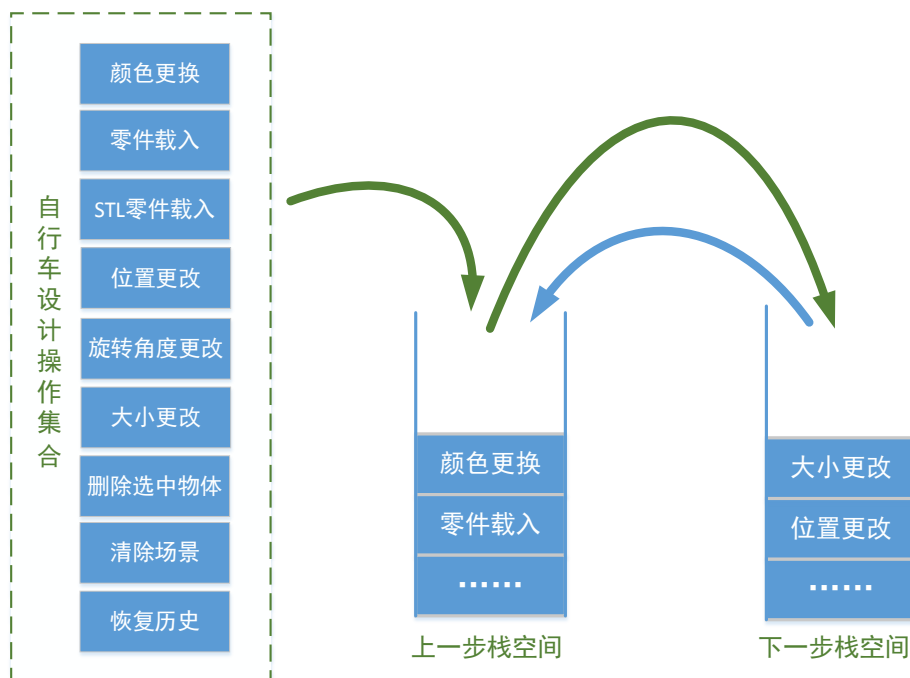 自行车设计操作集合
颜色更换
零件载入
STL零件载入
位置更改
旋转角度更改
大小更改
删除选中物体
清除场景
恢复历史
颜色更换
零件载入
......
上一步栈空间
大小更改
位置更改
......
下一步栈空间